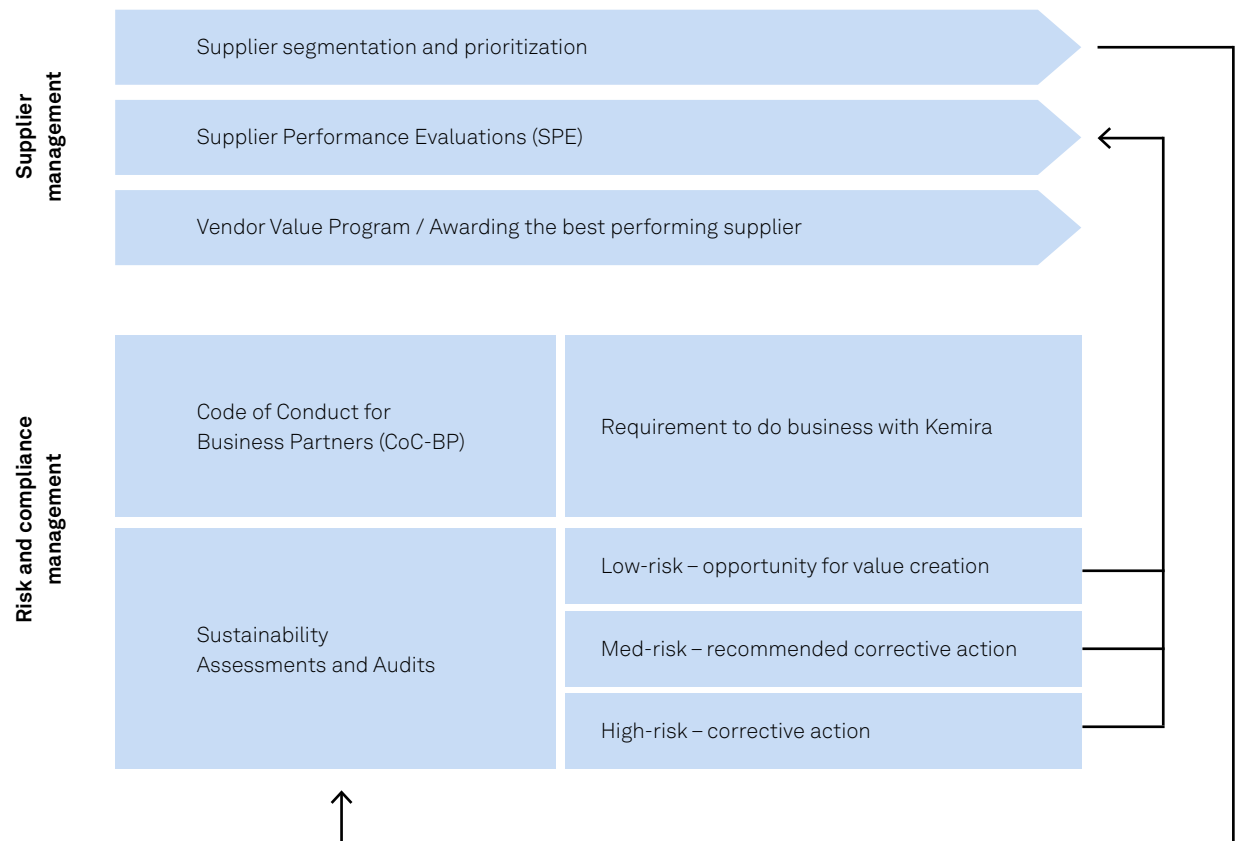 Supplier
management
Supplier segmentation and prioritization
Supplier Performance Evaluations (SPE)
Vendor Value Program / Awarding the best performing supplier
Risk and compliance
management
Code of Conduct for
Business Partners (CoC-BP)
Requirement to do business with Kemira
Sustainability
Assessments and Audits
Low-risk – opportunity for value creation
Med-risk – recommended corrective action
High-risk – corrective action